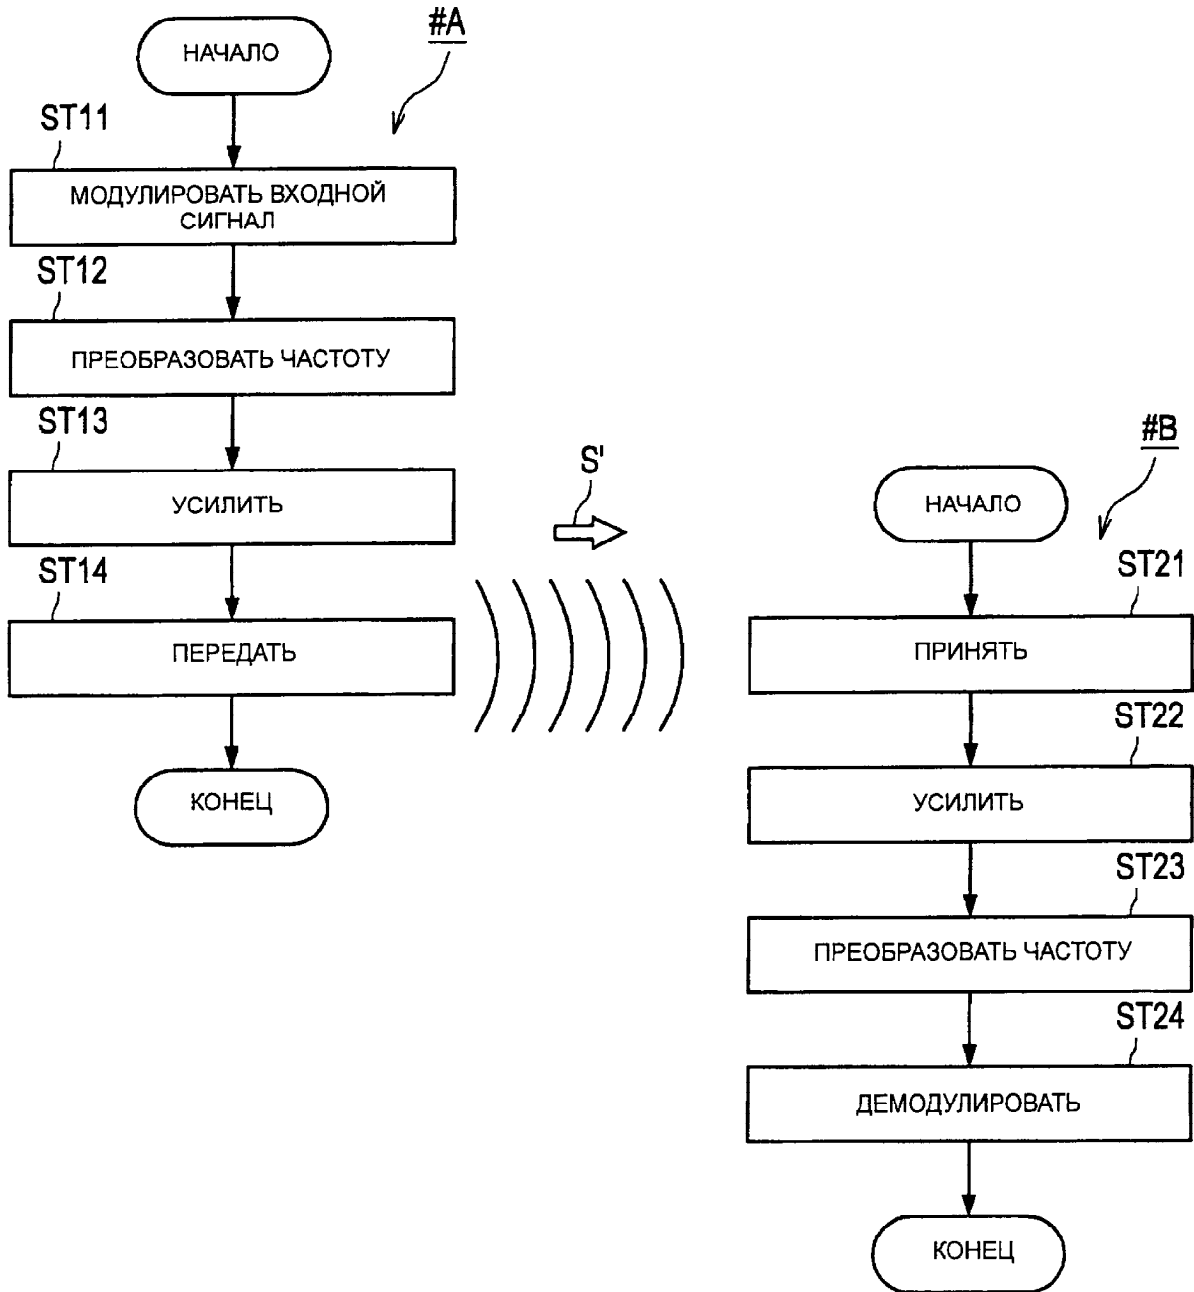 #A
НАЧАЛО
ST11
МОДУЛИРОВАТЬ ВХОДНОЙ
СИГНАЛ
ST12
ПРЕОБРАЗОВАТЬ ЧАСТОТУ
ST13
УСИЛИТЬ
ST14
ПЕРЕДАТЬ
КОНЕЦ
S'
#B
НАЧАЛО
ST21
ПРИНЯТЬ
ST22
УСИЛИТЬ
ST23
ПРЕОБРАЗОВАТЬ ЧАСТОТУ
ST24
ДЕМОДУЛИРОВАТЬ
КОНЕЦ